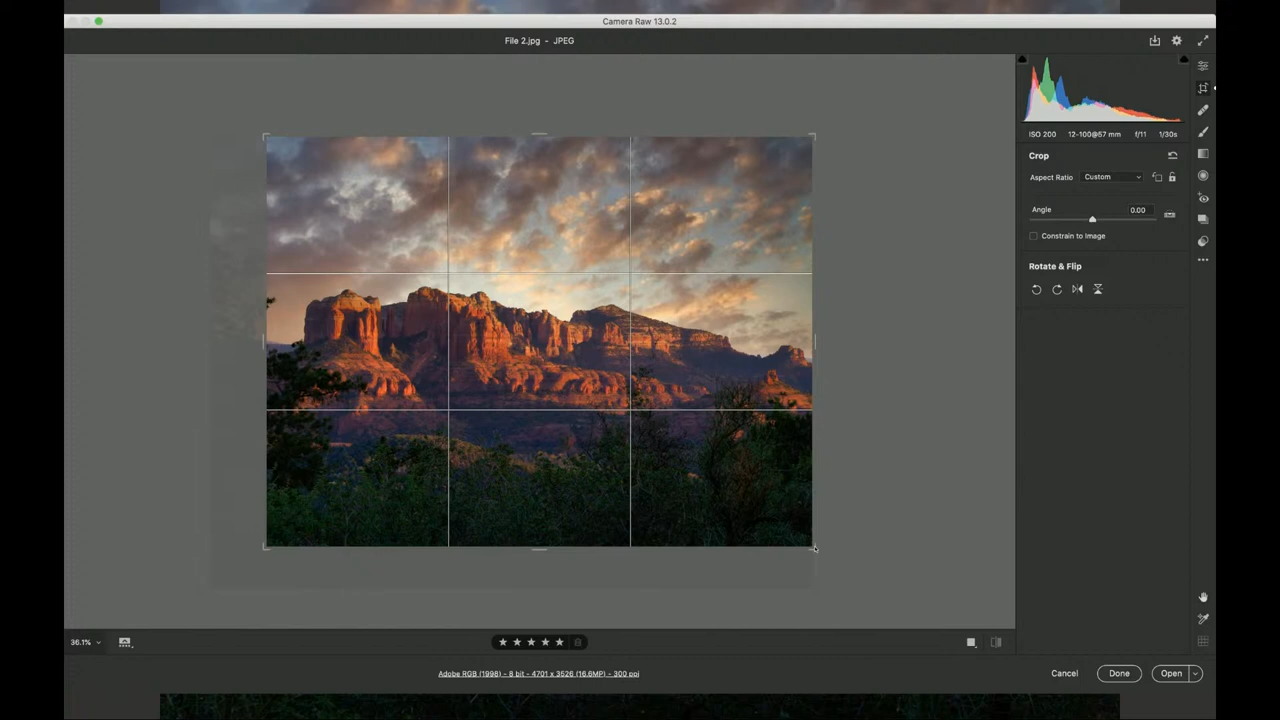 Camera Raw 13.0.2
File 2.jpg - JPEG
ISO 200 12-100@57 mm f/11 1/30s
Crop
Aspect Ratio Custom
Angle 0.00
Constrain to Image
Rotate & Flip
36.1%
Adobe RGB (1998) - 8 bit - 4701 x 3526 (16.6MP) - 300 ppi
Cancel Done Open